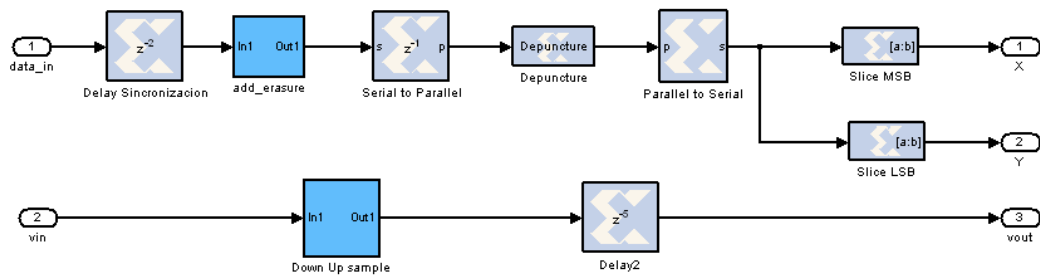 1
data_in
z-2
Delay Sincronizacion
In1 Out1
add_erasure
s z-1 p
Serial to Parallel
Depuncture
Depuncture
p s
Parallel to Serial
[a:b]
Slice MSB
1
X
[a:b]
Slice LSB
2
Y
2
vin
In1 Out1
Down Up sample
z-5
Delay2
3
vout